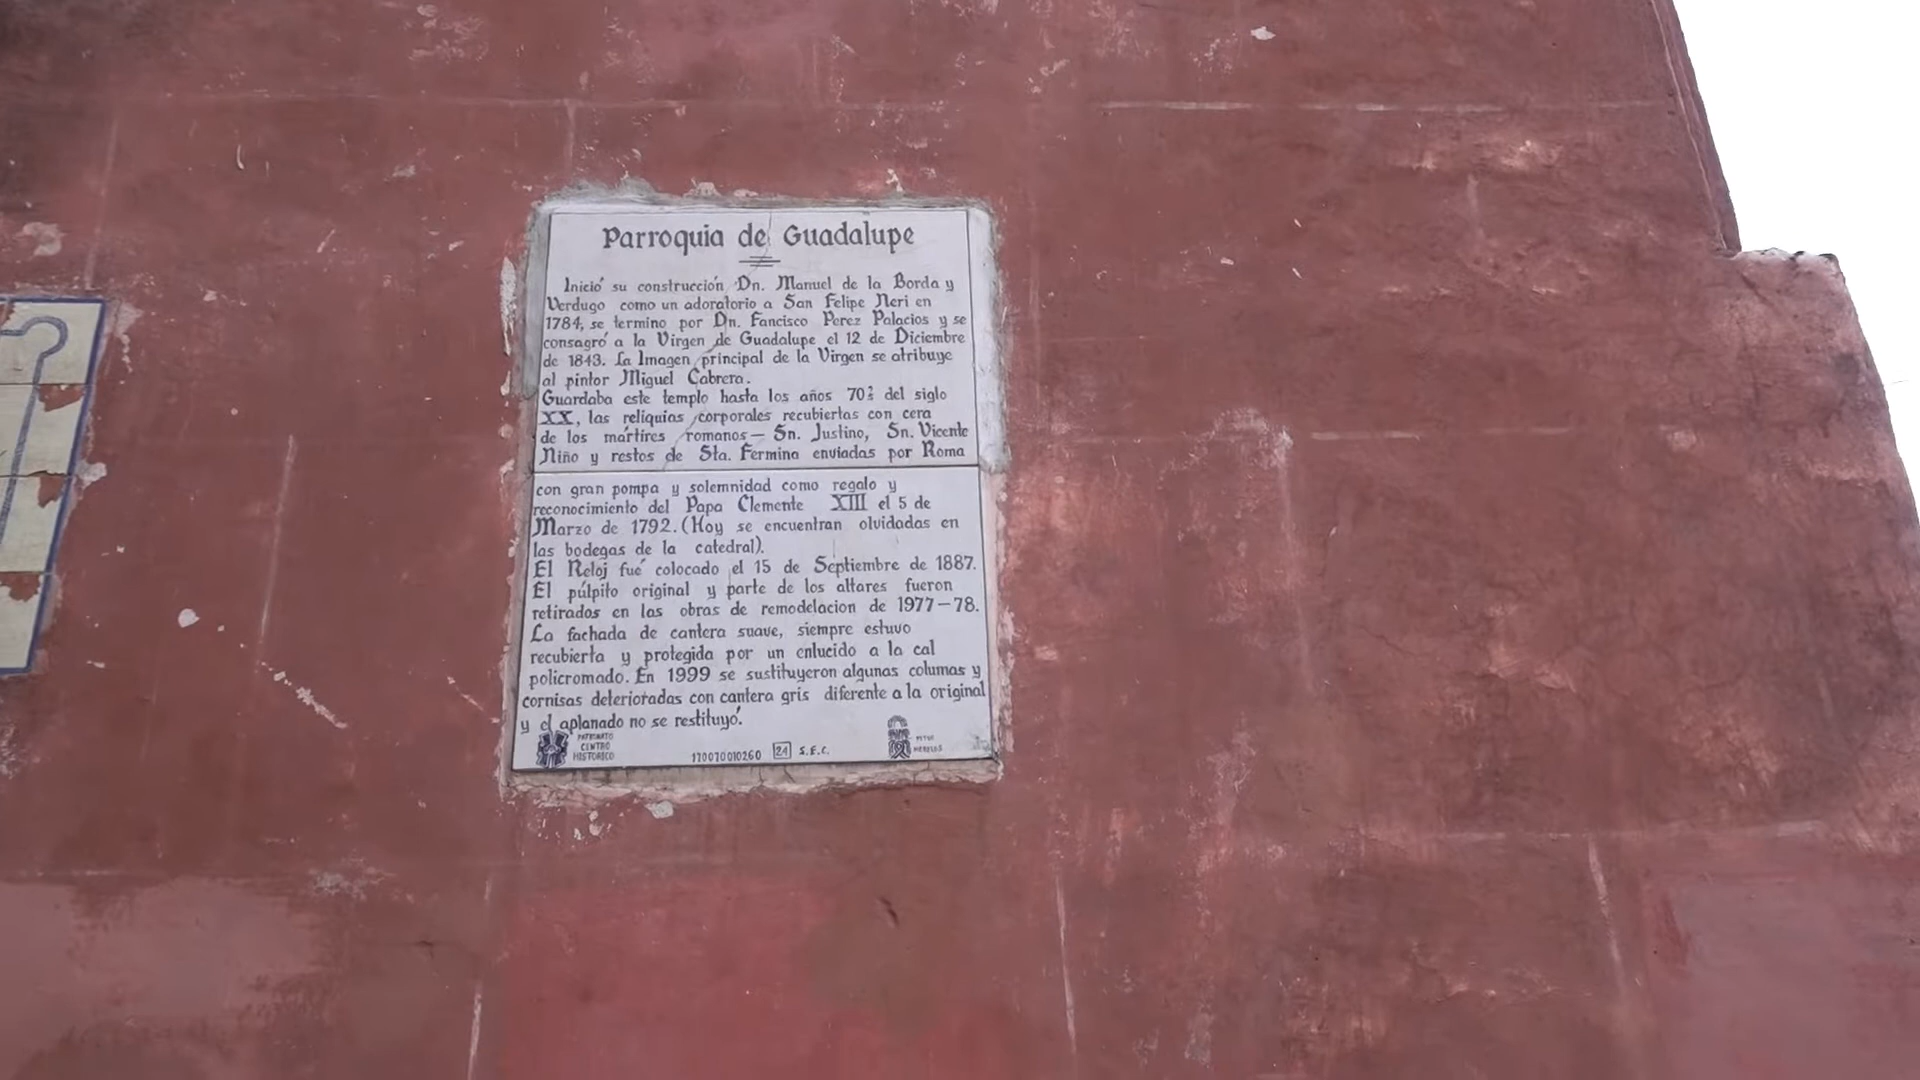 Parroquia de Guadalupe
Inició su construcción Dn. Manuel de la Borda y
Verdugo como un adoratorio a San Felipe Neri en
1784, se termino por Dn. Fancisco Perez Palacios y se
consagró a la Virgen de Guadalupe el 12 de Diciembre
de 1843. La Imagen principal de la Virgen se atribuye
al pintor Miguel Cabrera.
Guardaba este templo hasta los años 70s del siglo
XX, las reliquias corporales recubiertas con cera
de los mártires romanos — Sn. Justino, Sn. Vicente
Niño y restos de Sta. Fermina enviadas por Roma
con gran pompa y solemnidad como regalo y
reconocimiento del Papa Clemente XIII el 5 de
Marzo de 1792. (Hoy se encuentran olvidadas en
las bodegas de la catedral).
El Reloj fué colocado el 15 de Septiembre de 1887.
El púlpito original y parte de los altares fueron
retirados en las obras de remodelacion de 1977-78.
La fachada de cantera suave, siempre estuvo
recubierta y protegida por un enlucido a la cal
policromado. En 1999 se sustituyeron algunas columas y
cornisas deterioradas con cantera gris diferente a la original
y el aplanado no se restituyó.
PATRONATO
CENTRO
HISTORICO
170070010260 24 S.E.C.
MORELOS